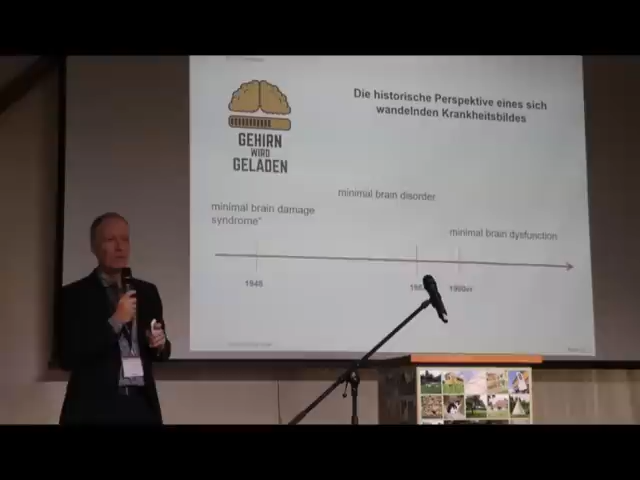 GEHIRN
WIRD
GELADEN
Die historische Perspektive eines sich
wandelnden Krankheitsbildes
minimal brain disorder
minimal brain damage
syndrome"
minimal brain dysfunction
1960er